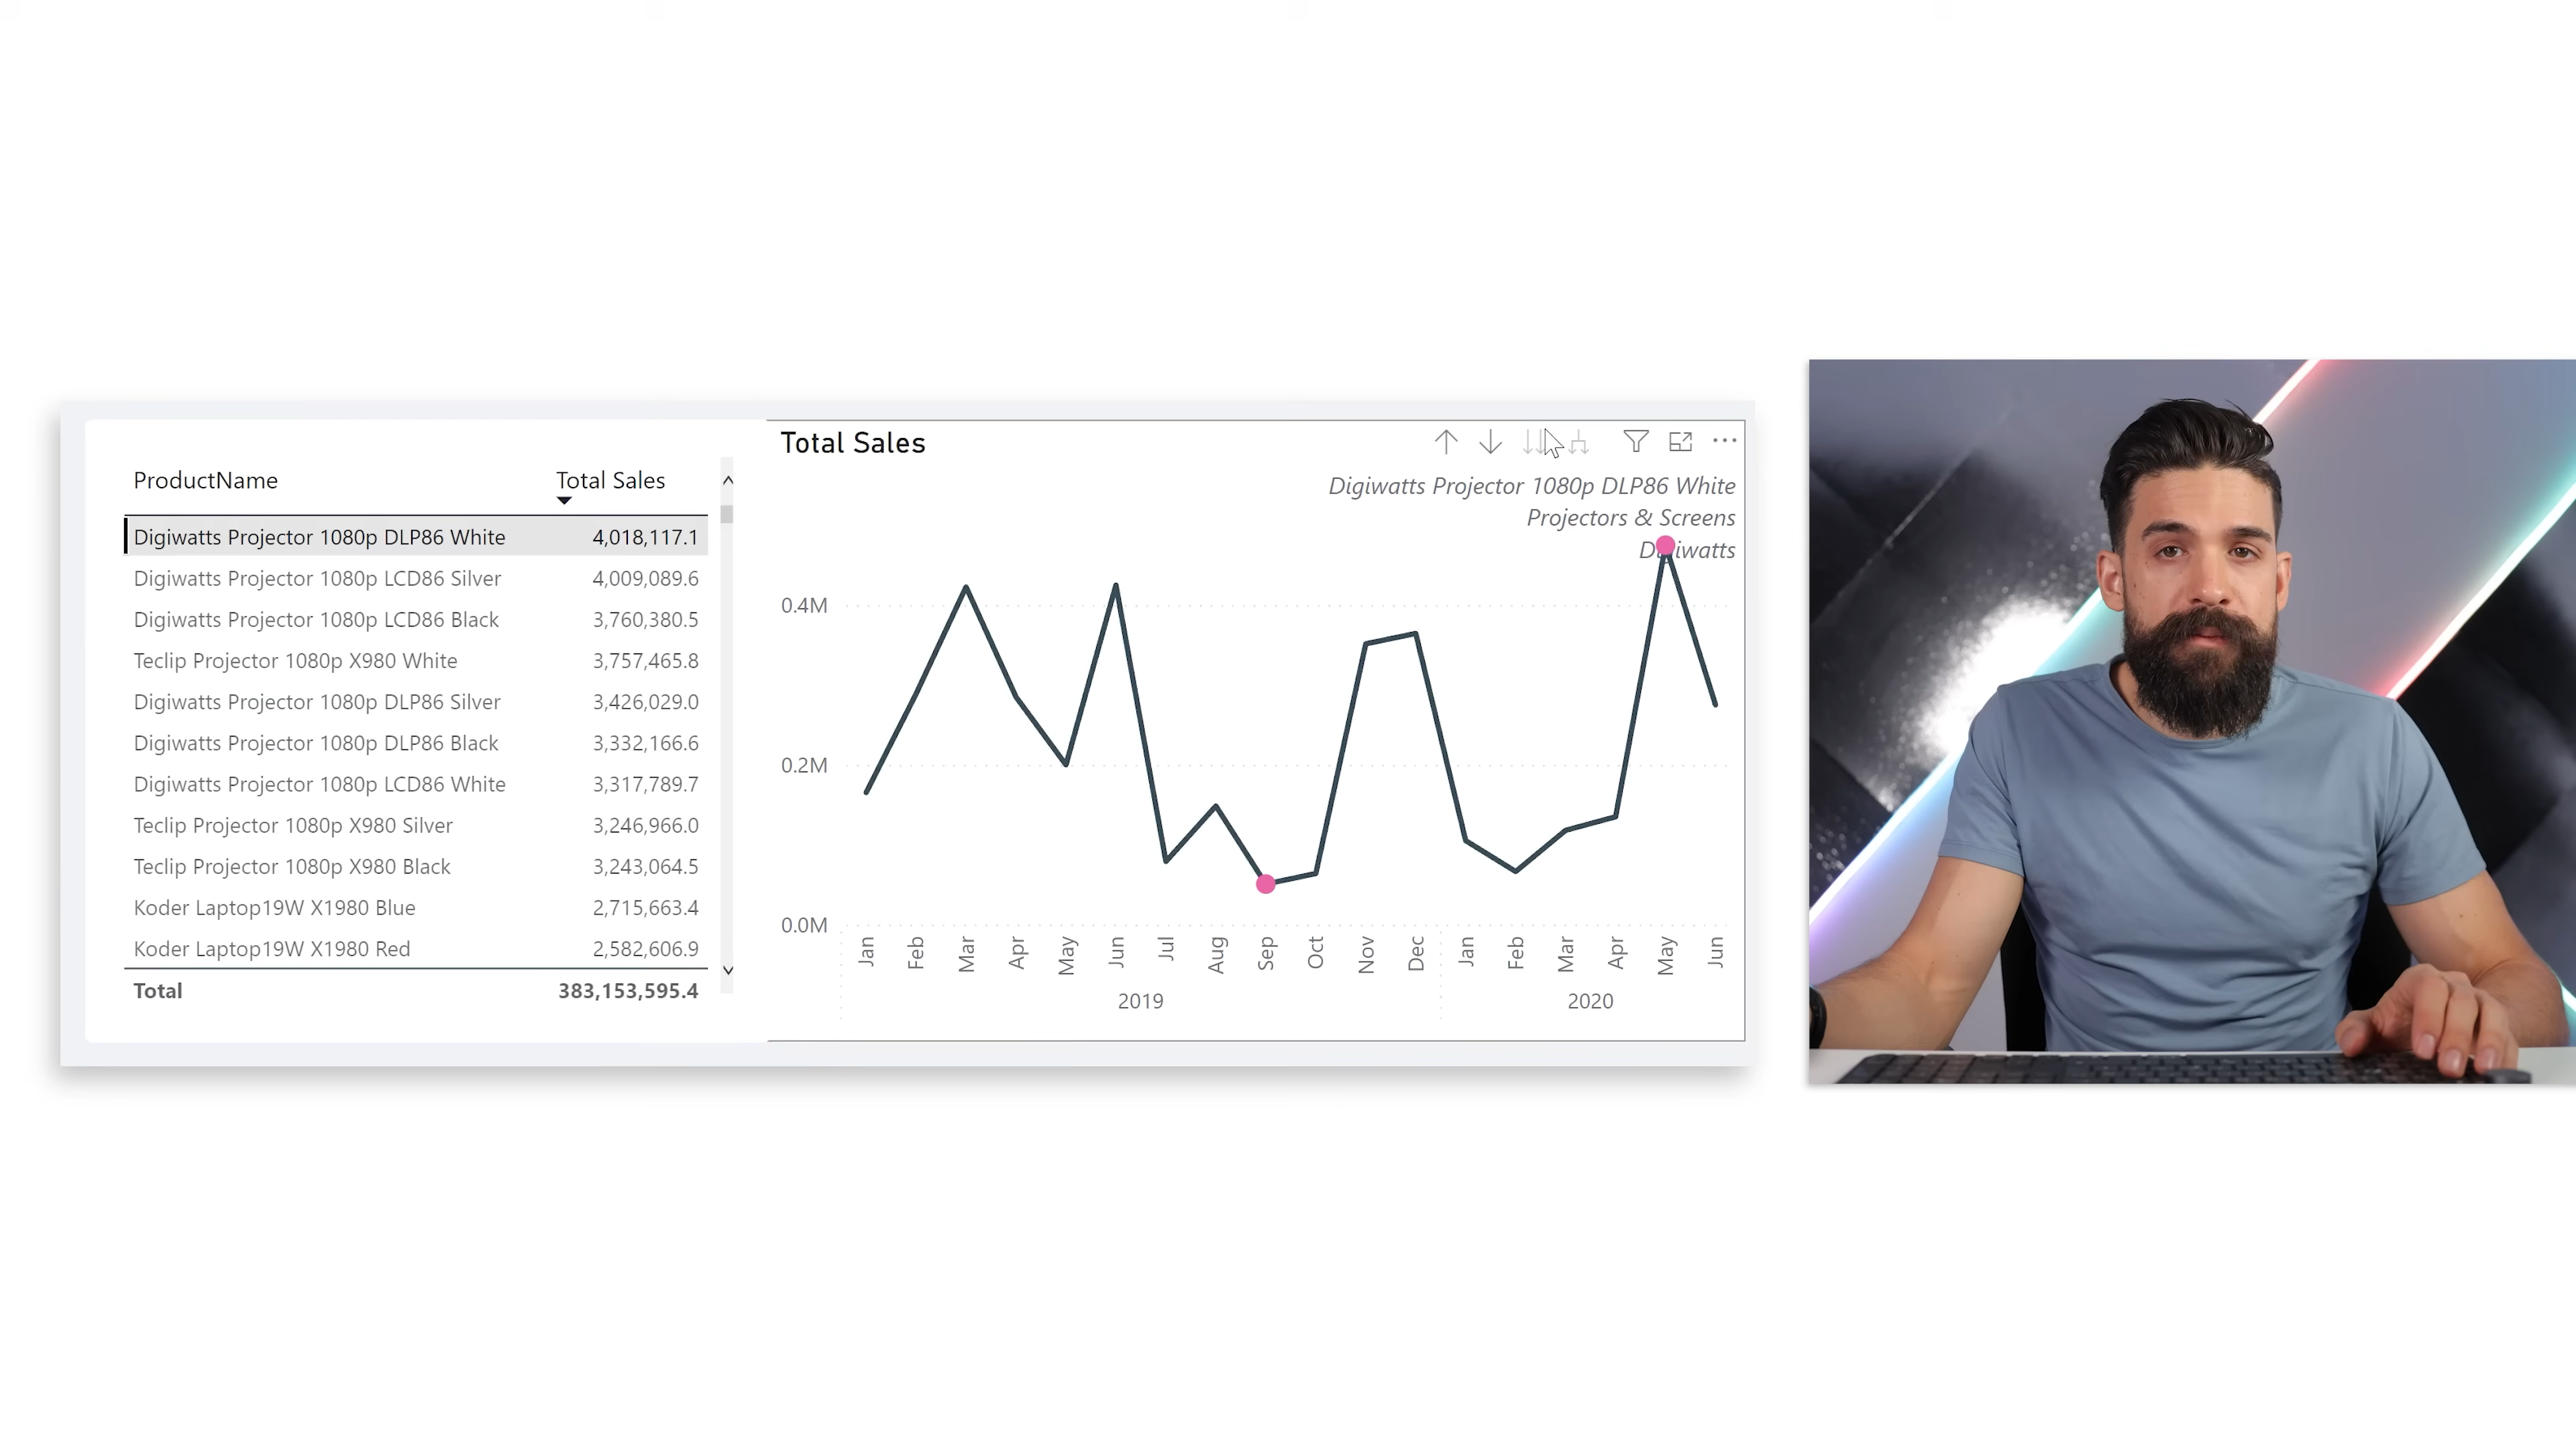 ProductName Total Sales
Digiwatts Projector 1080p DLP86 White 4,018,117.1
Digiwatts Projector 1080p LCD86 Silver 4,009,089.6
Digiwatts Projector 1080p LCD86 Black 3,760,380.5
Teclip Projector 1080p X980 White 3,757,465.8
Digiwatts Projector 1080p DLP86 Silver 3,426,029.0
Digiwatts Projector 1080p DLP86 Black 3,332,166.6
Digiwatts Projector 1080p LCD86 White 3,317,789.7
Teclip Projector 1080p X980 Silver 3,246,966.0
Teclip Projector 1080p X980 Black 3,243,064.5
Koder Laptop19W X1980 Blue 2,715,663.4
Koder Laptop19W X1980 Red 2,582,606.9
Total 383,153,595.4
Total Sales
Digiwatts Projector 1080p DLP86 White
Projectors & Screens
Digiwatts
0.4M
0.2M
0.0M
Jan Feb Mar Apr May Jun Jul Aug Sep Oct Nov Dec Jan Feb Mar Apr May Jun
2019 2020